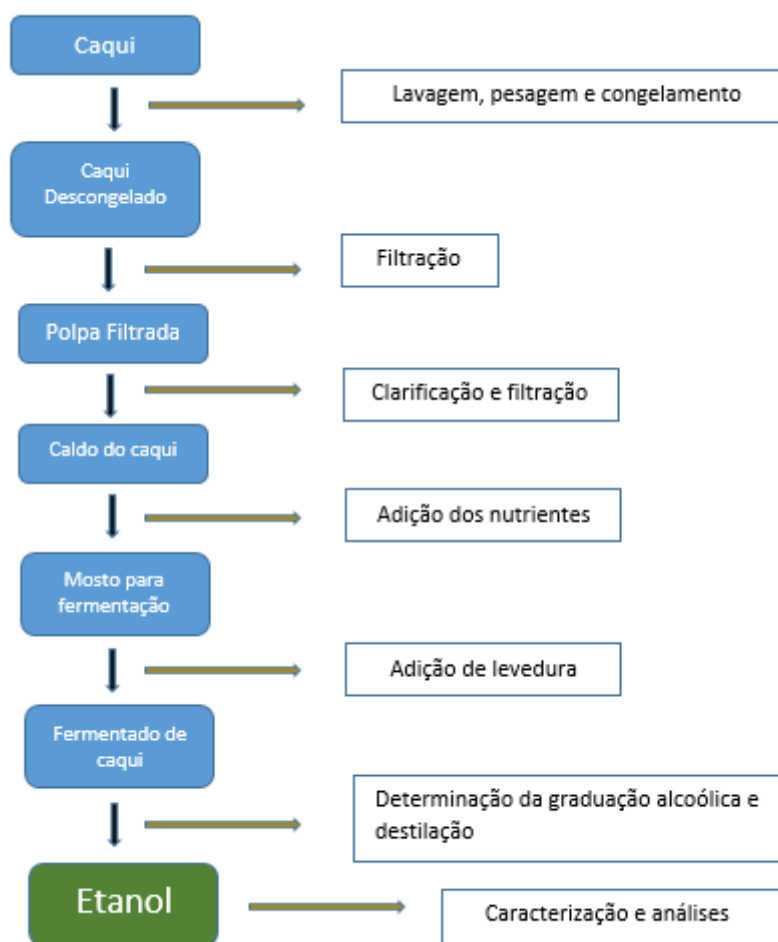 Caqui
Lavagem, pesagem e congelamento
Caqui
Descongelado
Filtração
Polpa Filtrada
Clarificação e filtração
Caldo do caqui
Adição dos nutrientes
Mosto para
fermentação
Adição de levedura
Fermentado de
caqui
Determinação da graduação alcoólica e
destilação
Etanol
Caracterização e análises